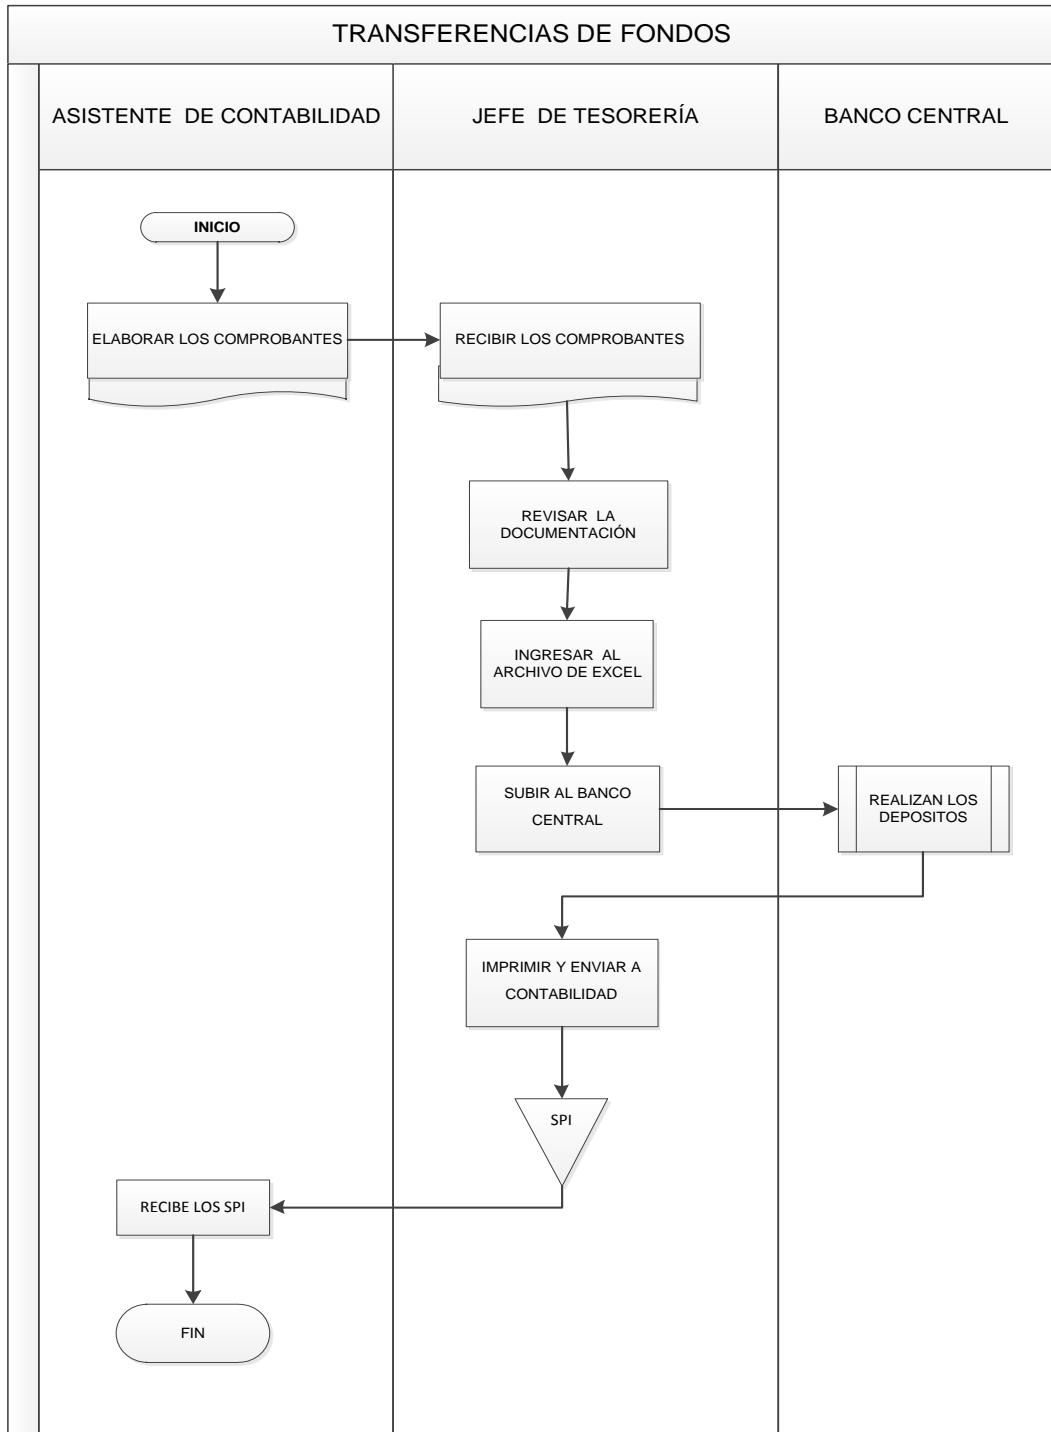 TRANSFERENCIAS DE FONDOS
ASISTENTE DE CONTABILIDAD
JEFE DE TESORERÍA
BANCO CENTRAL
INICIO
ELABORAR LOS COMPROBANTES
RECIBIR LOS COMPROBANTES
REVISAR LA
DOCUMENTACIÓN
INGRESAR AL
ARCHIVO DE EXCEL
SUBIR AL BANCO
CENTRAL
REALIZAN LOS
DEPOSITOS
IMPRIMIR Y ENVIAR A
CONTABILIDAD
SPI
RECIBE LOS SPI
FIN